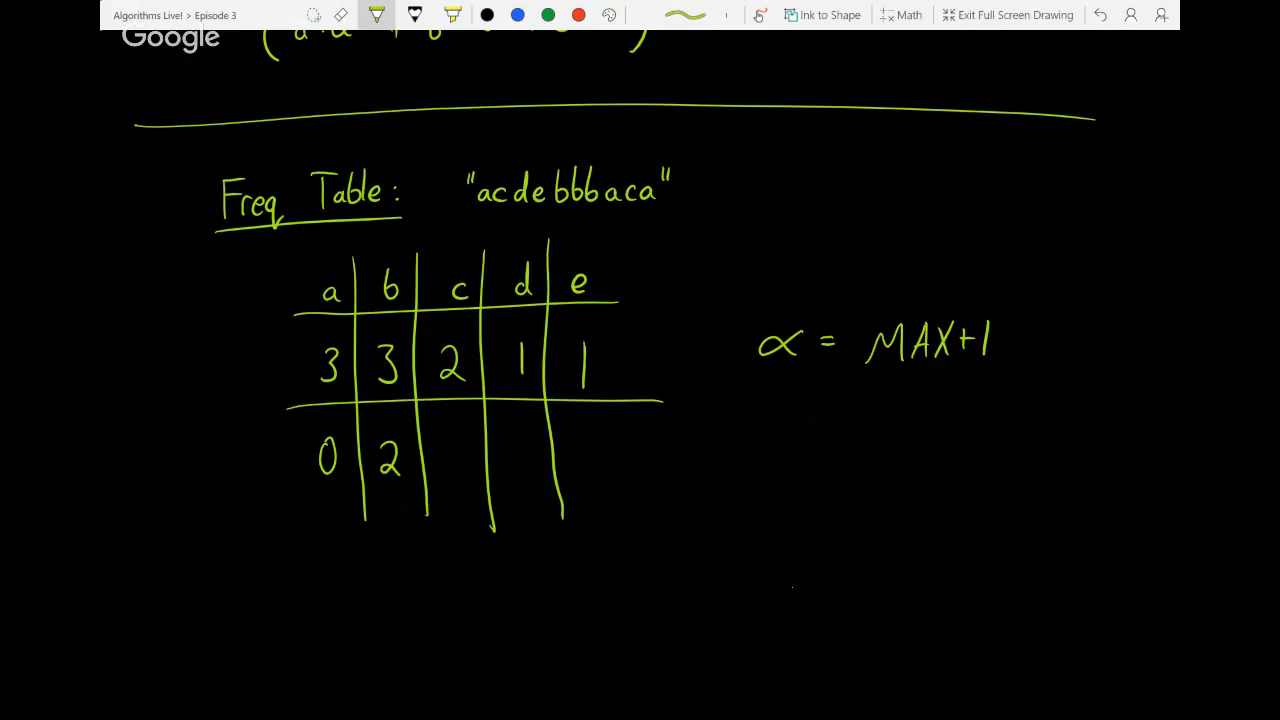 Algorithms Live! > Episode 3
Ink to Shape
Math
Exit Full Screen Drawing
Google
Freq Table: "acdebbbaca"
a b c d e
3 3 2 1 1
0 2
α = MAX+1